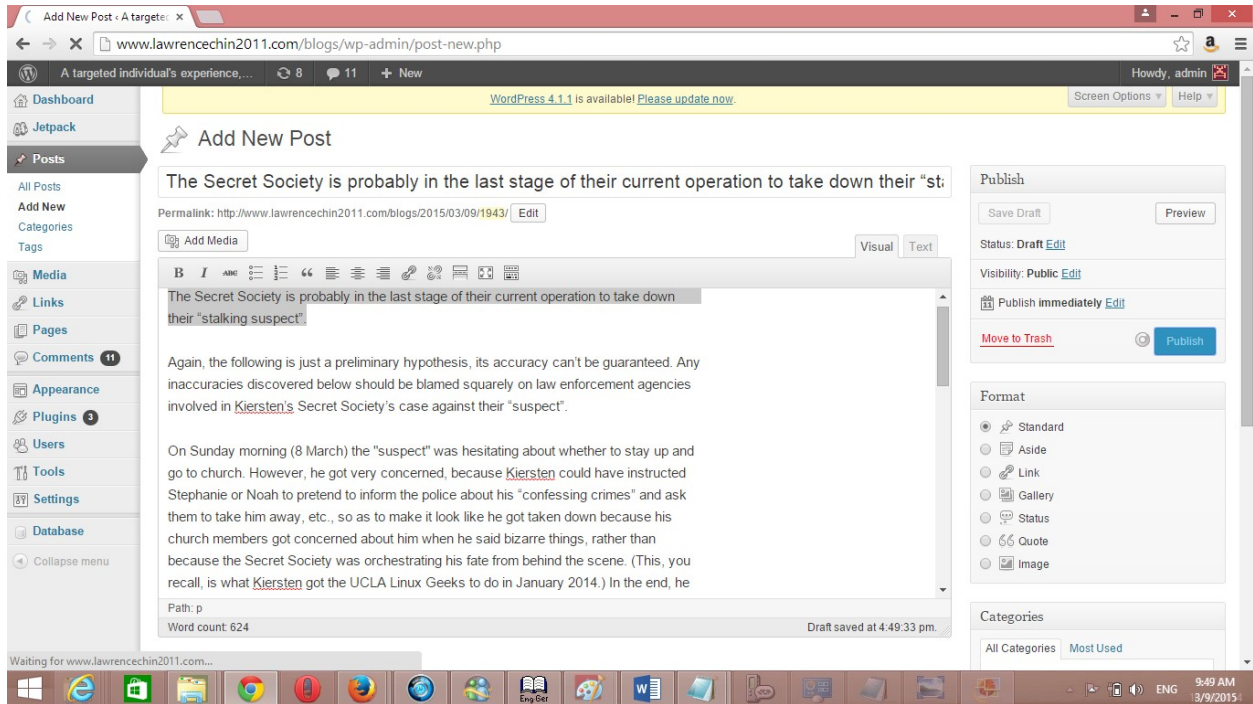 Add New Post ‹ A targetec
www.lawrencechin2011.com/blogs/wp-admin/post-new.php
A targeted individual's experience,...
8
11
+ New
Howdy, admin
Dashboard
WordPress 4.1.1 is available! Please update now.
Screen Options
Help
Jetpack
Add New Post
Posts
All Posts
Add New
Categories
Tags
Media
Links
Pages
Comments 11
Appearance
Plugins 3
Users
Tools
Settings
Database
Collapse menu
The Secret Society is probably in the last stage of their current operation to take down their “sta
Permalink: http://www.lawrencechin2011.com/blogs/2015/03/09/1943/ Edit
Add Media
Visual
Text
B I ABC
The Secret Society is probably in the last stage of their current operation to take down
their “stalking suspect”.
Again, the following is just a preliminary hypothesis, its accuracy can’t be guaranteed. Any
inaccuracies discovered below should be blamed squarely on law enforcement agencies
involved in Kiersten’s Secret Society’s case against their “suspect”.
On Sunday morning (8 March) the "suspect" was hesitating about whether to stay up and
go to church. However, he got very concerned, because Kiersten could have instructed
Stephanie or Noah to pretend to inform the police about his “confessing crimes” and ask
them to take him away, etc., so as to make it look like he got taken down because his
church members got concerned about him when he said bizarre things, rather than
because the Secret Society was orchestrating his fate from behind the scene. (This, you
recall, is what Kiersten got the UCLA Linux Geeks to do in January 2014.) In the end, he
Path: p
Word count: 624
Draft saved at 4:49:33 pm.
Publish
Save Draft
Preview
Status: Draft Edit
Visibility: Public Edit
Publish immediately Edit
Move to Trash
Publish
Format
Standard
Aside
Link
Gallery
Status
Quote
Image
Categories
All Categories
Most Used
Waiting for www.lawrencechin2011.com...
Eng Ger
ENG
9:49 AM
3/9/2015